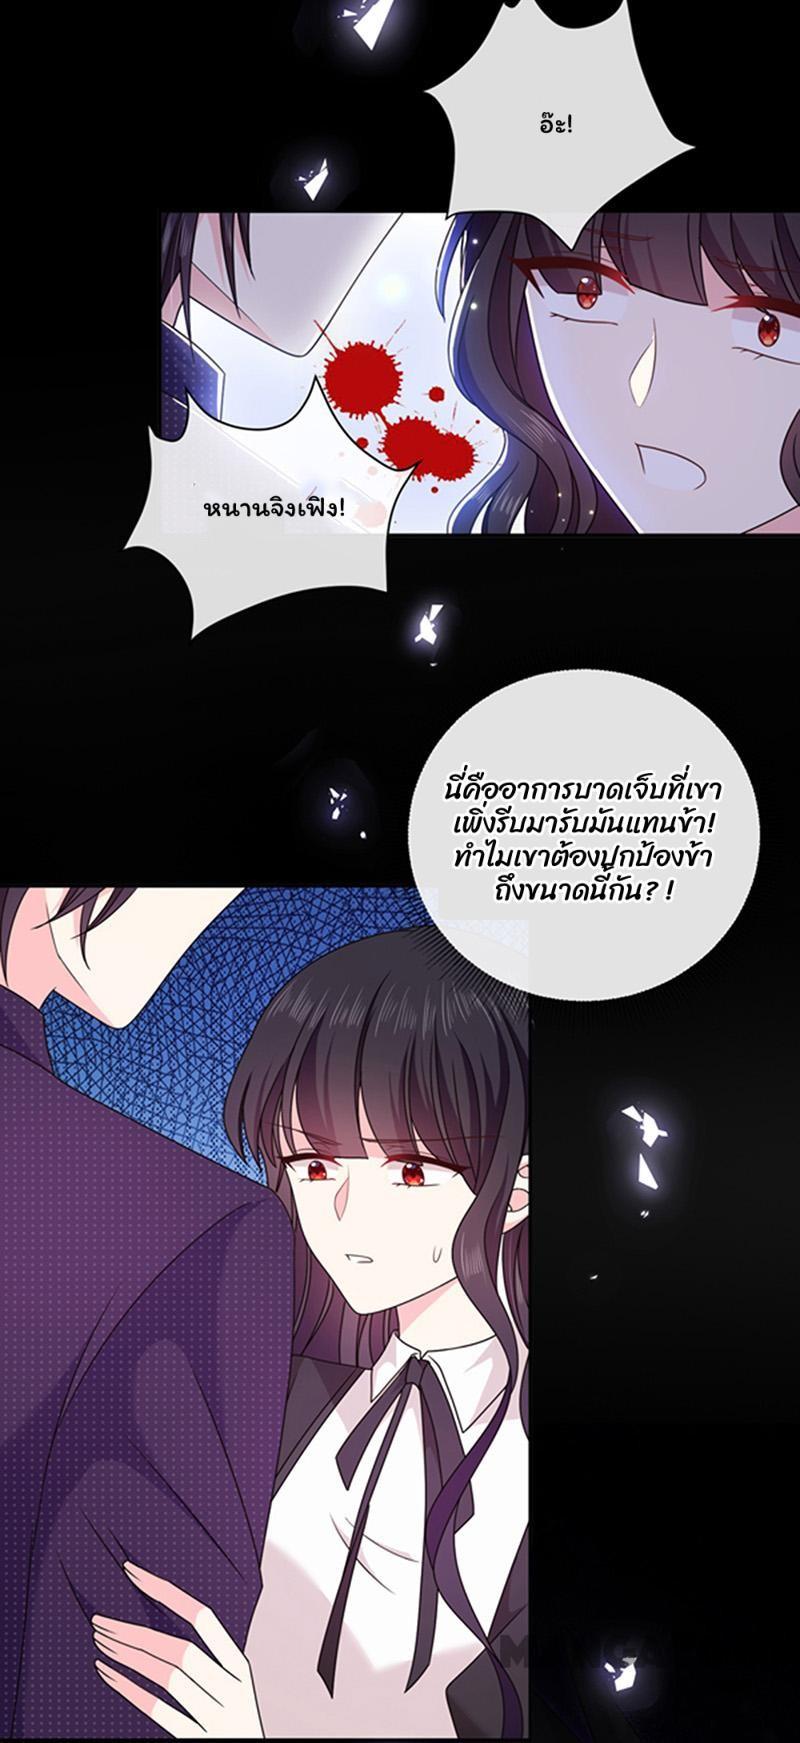 อ๊ะ!
หนานจิงเฟิง!
นี่คืออาการบาดเจ็บที่เขา
เพิ่งรีบมารับมันแทนข้า!
ทำไมเขาต้องปกป้องข้า
ถึงขนาดนี้กัน?!